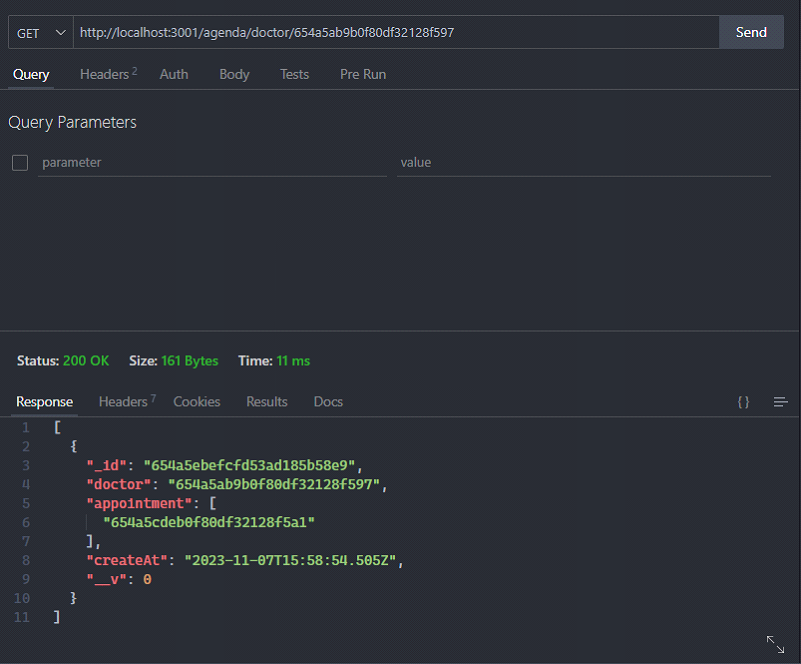 GET http://localhost:3001/agenda/doctor/654a5ab9b0f80df32128f597 Send
Query Headers 2 Auth Body Tests Pre Run
Query Parameters
parameter value
Status: 200 OK Size: 161 Bytes Time: 11 ms
Response Headers 7 Cookies Results Docs {}
1 [
2 {
3 "_id": "654a5ebefcfd53ad185b58e9",
4 "doctor": "654a5ab9b0f80df32128f597",
5 "appointment": [
6 "654a5cdeb0f80df32128f5a1"
7 ],
8 "createAt": "2023-11-07T15:58:54.505Z",
9 "__v": 0
10 }
11 ]